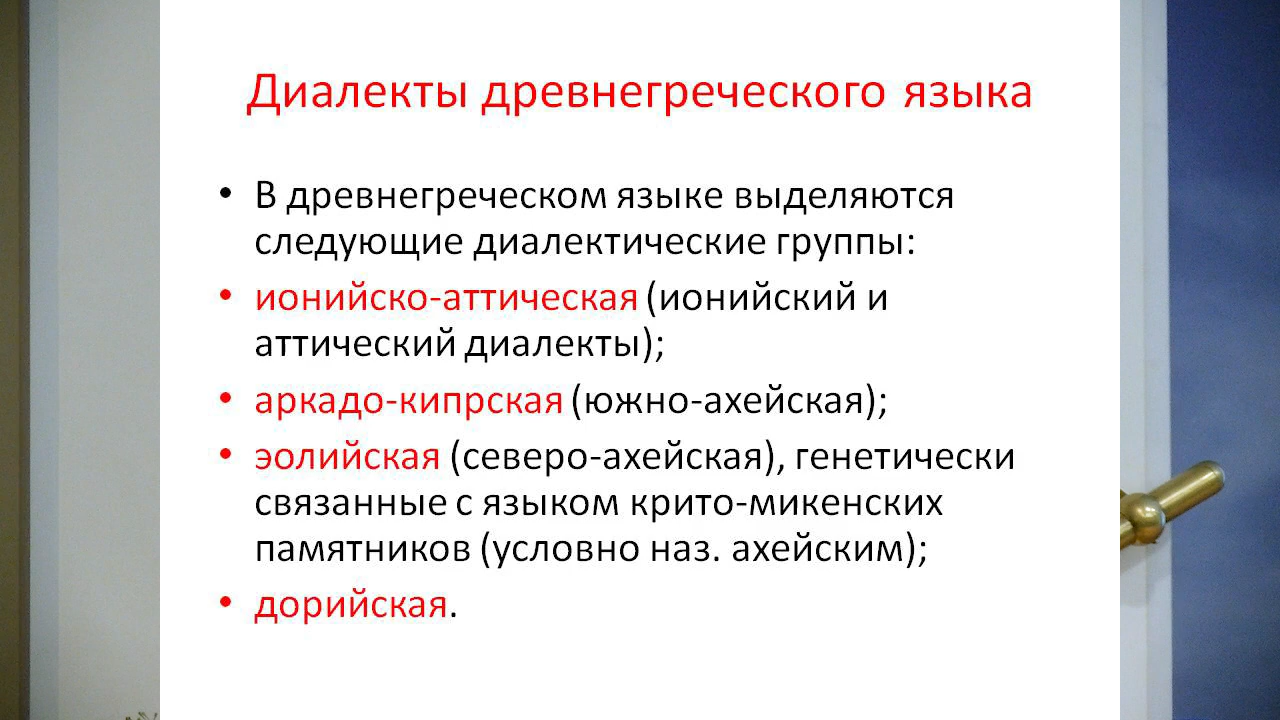 Диалекты древнегреческого языка
• В древнегреческом языке выделяются
следующие диалектические группы:
• ионийско-аттическая (ионийский и
аттический диалекты);
• аркадо-кипрская (южно-ахейская);
• эолийская (северо-ахейская), генетически
связанные с языком крито-микенских
памятников (условно наз. ахейским);
• дорийская.